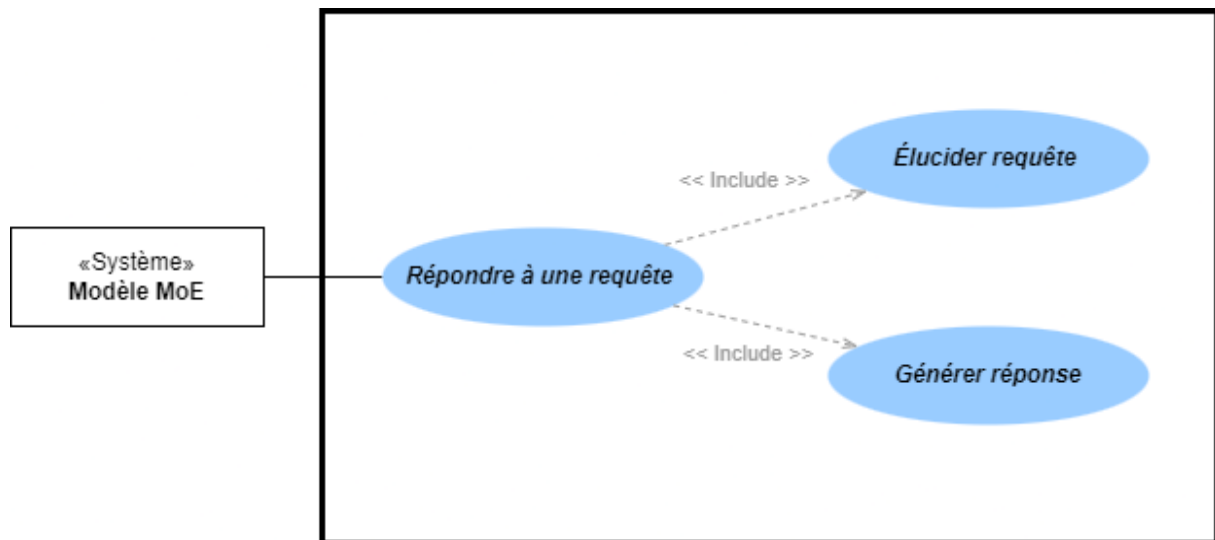 Élucider requête
<< Include >>
«Système»
Modèle MoE
Répondre à une requête
<< Include >>
Générer réponse